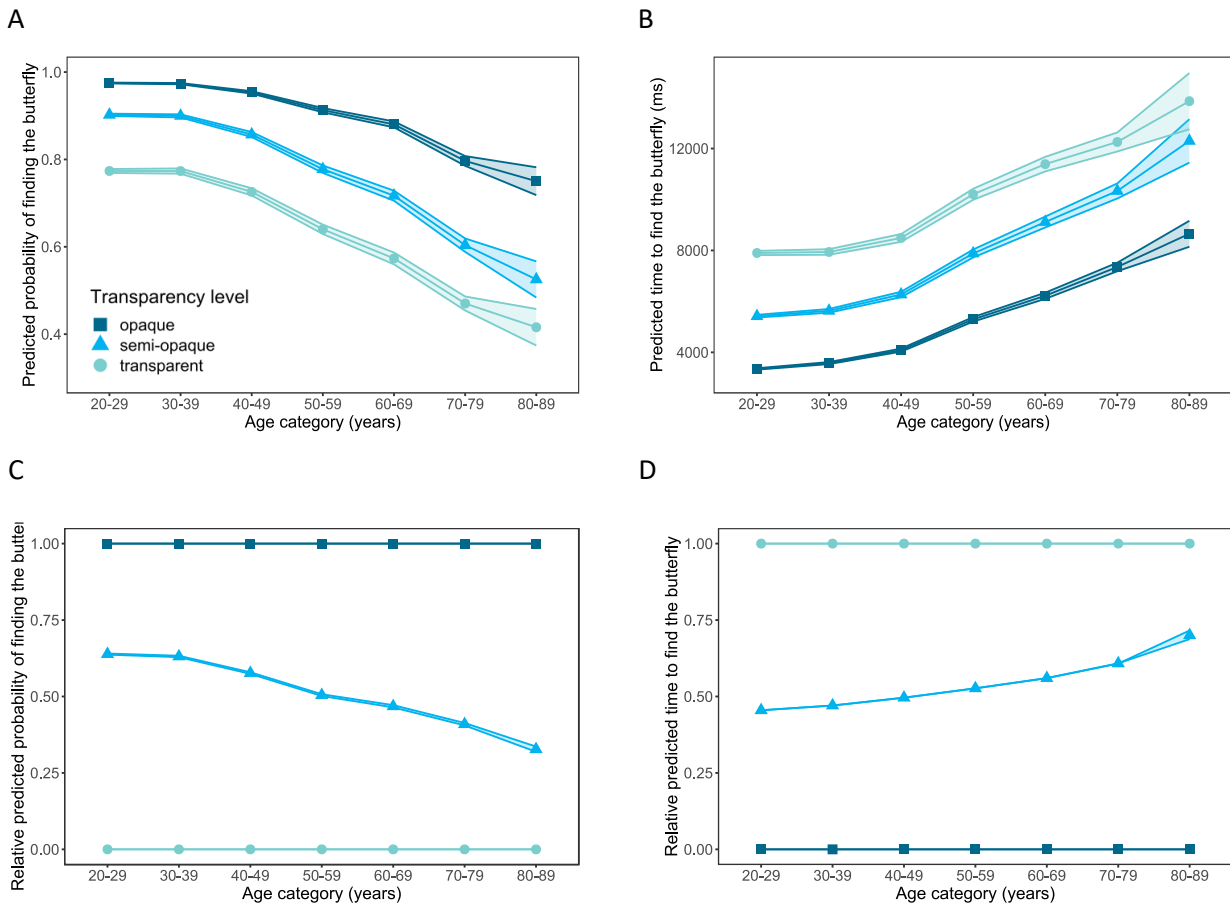 A
Predicted probability of finding the butterfly
1.0
0.8
0.6
0.4
Transparency level
opaque
semi-opaque
transparent
20-29 30-39 40-49 50-59 60-69 70-79 80-89
Age category (years)
B
Predicted time to find the butterfly (ms)
12000
8000
4000
20-29 30-39 40-49 50-59 60-69 70-79 80-89
Age category (years)
C
Relative predicted probability of finding the
1.00
0.75
0.50
0.25
0.00
20-29 30-39 40-49 50-59 60-69 70-79 80-89
Age category (years)
D
Relative predicted time to find the butterfly
1.00
0.75
0.50
0.25
0.00
20-29 30-39 40-49 50-59 60-69 70-79 80-89
Age category (years)